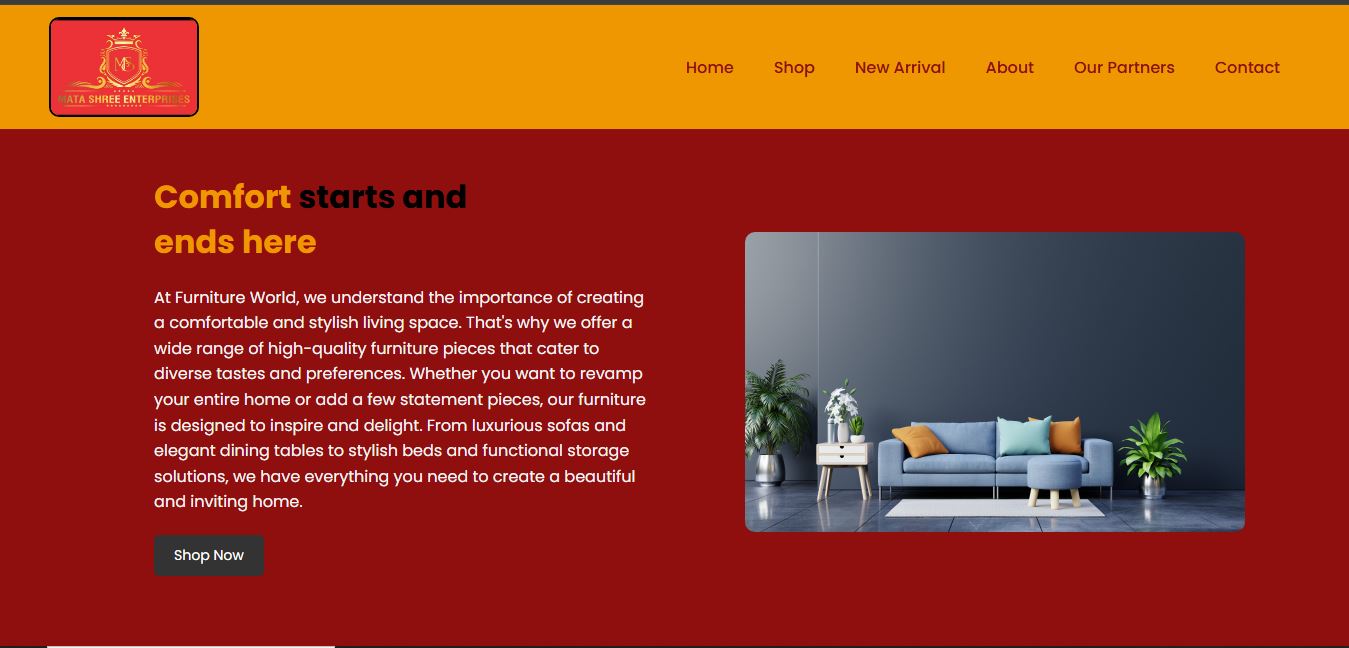 MATA SHREE ENTERPRISES
Home Shop New Arrival About Our Partners Contact
Comfort starts and
ends here
At Furniture World, we understand the importance of creating
a comfortable and stylish living space. That's why we offer a
wide range of high-quality furniture pieces that cater to
diverse tastes and preferences. Whether you want to revamp
your entire home or add a few statement pieces, our furniture
is designed to inspire and delight. From luxurious sofas and
elegant dining tables to stylish beds and functional storage
solutions, we have everything you need to create a beautiful
and inviting home.
Shop Now